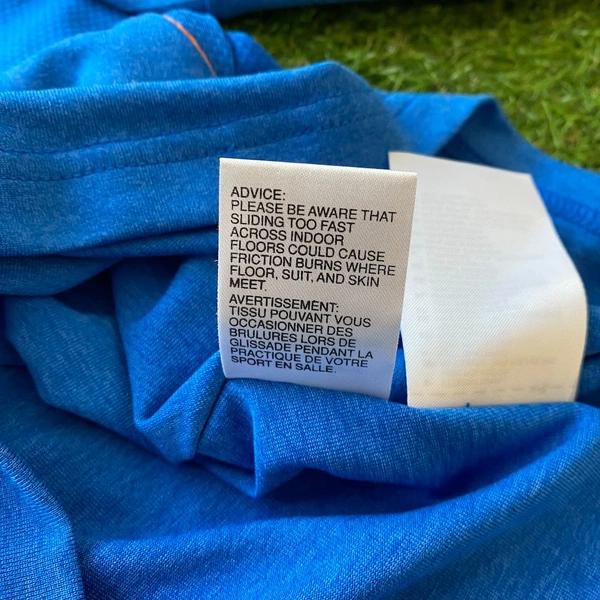 ADVICE:
PLEASE BE AWARE THAT
SLIDING TOO FAST
ACROSS INDOOR
FLOORS COULD CAUSE
FRICTION BURNS WHERE
FLOOR, SUIT, AND SKIN
MEET.
AVERTISSEMENT:
TISSU POUVANT VOUS
OCCASIONNER DES
BRULURES LORS DE
GLISSADE PENDANT LA
PRACTIQUE DE VOTRE
SPORT EN SALLE.